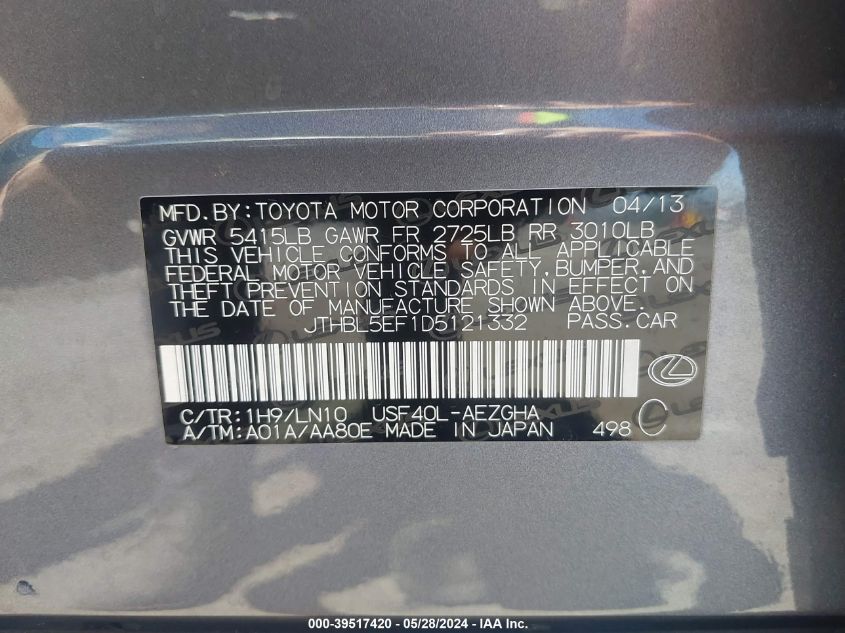 MFD.BY:TOYOTA MOTOR CORPORATION 04/13
GVWR 5415LB GAWR FR 2725LB RR 3010LB
THIS VEHICLE CONFORMS TO ALL APPLICABLE
FEDERAL MOTOR VEHICLE SAFETY,BUMPER,AND
THEFT PREVENTION STANDARDS IN EFFECT ON
THE DATE OF MANUFACTURE SHOWN ABOVE.
JTHBL5EF1D5121332 PASS.CAR
C/TR:1H9/LN10 USF40L-AEZGHA
A/TM:A01A/AA80E MADE IN JAPAN 498
000-39517420 - 05/28/2024 - IAA Inc.